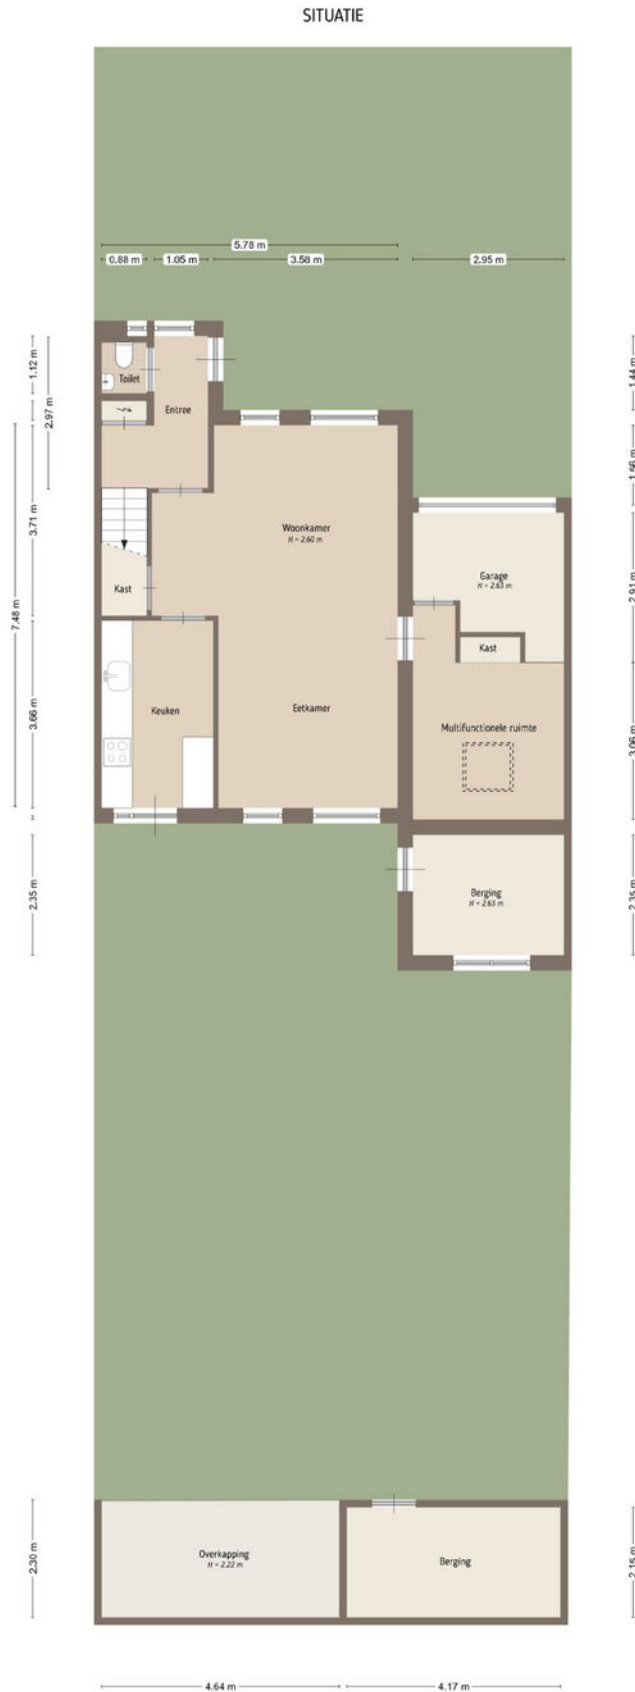 SITUATIE
5.78 m
0.88 m
1.05 m
3.58 m
2.95 m
1.12 m
2.97 m
3.71 m
7.48 m
3.66 m
2.35 m
1.44 m
1.56 m
2.91 m
3.06 m
2.35 m
Toilet
Entree
Woonkamer
H = 2.60 m
Garage
H = 2.63 m
Kast
Kast
Keuken
Eetkamer
Multifunctionele ruimte
Berging
H = 2.63 m
Overkapping
H = 2.22 m
Berging
2.30 m
2.15 m
4.64 m
4.17 m